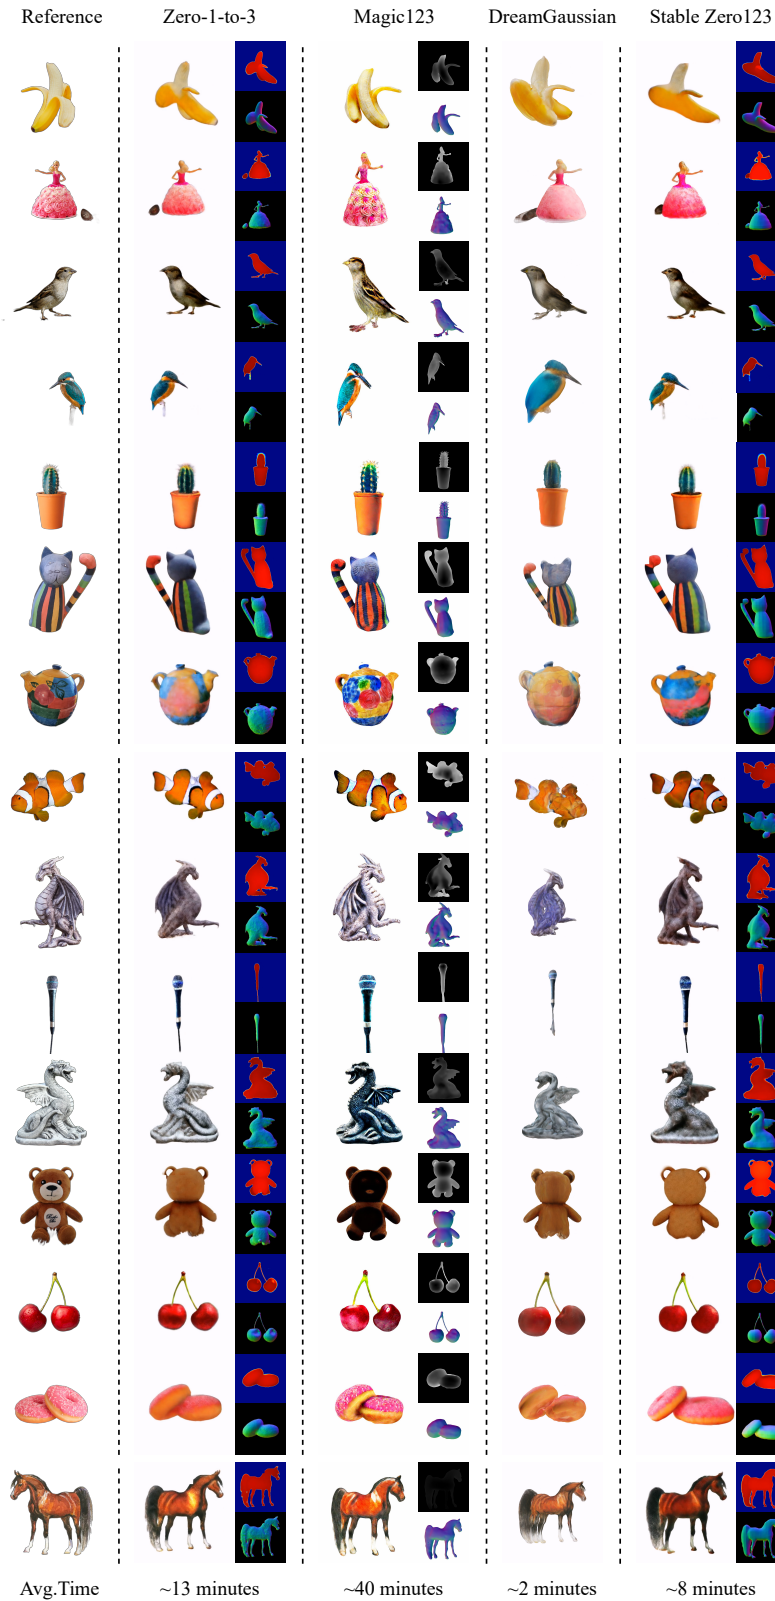 Reference Zero-1-to-3 Magic123 DreamGaussian Stable Zero123
Avg.Time ~13 minutes ~40 minutes ~2 minutes ~8 minutes